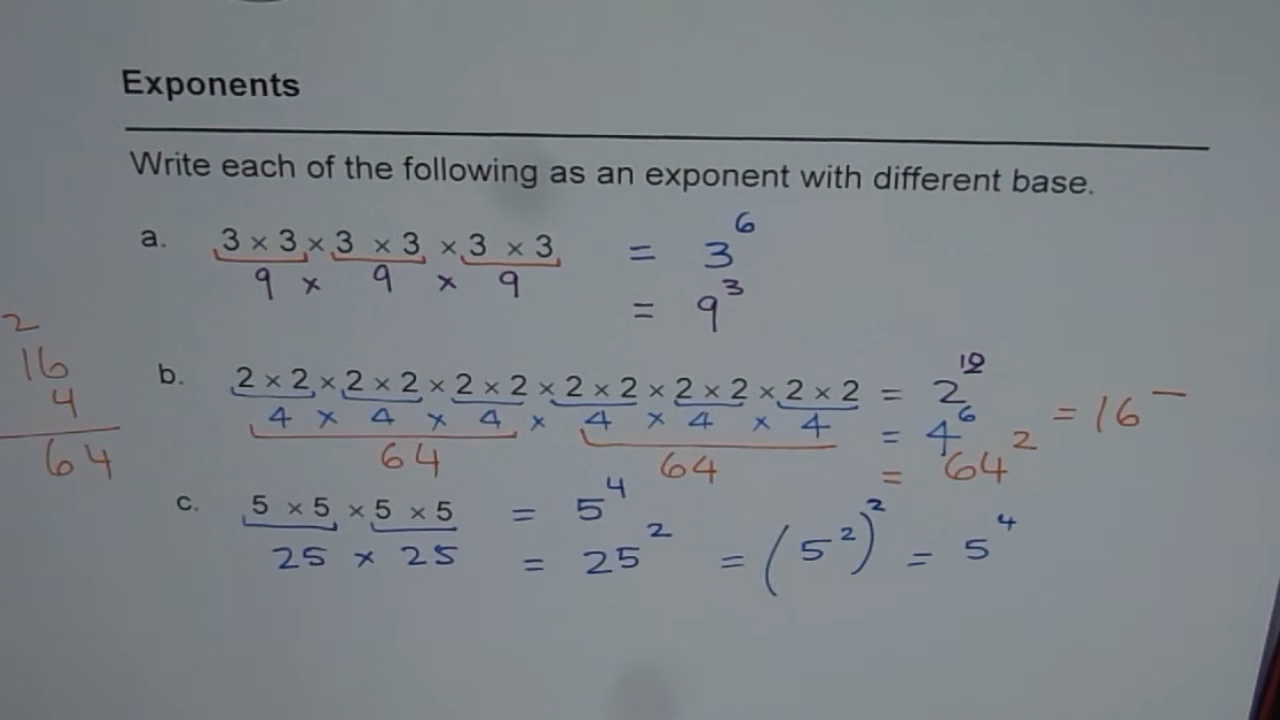 Exponents
Write each of the following as an exponent with different base.
a. 3 × 3 × 3 × 3 × 3 × 3 = 3^6
9 × 9 × 9 = 9^3
2
16
4
64
b. 2 × 2 × 2 × 2 × 2 × 2 × 2 × 2 × 2 × 2 × 2 × 2 = 2^12
4 × 4 × 4 × 4 × 4 × 4 = 4^6 = 16^–
64 64 = 64^2
c. 5 × 5 × 5 × 5 = 5^4
25 × 25 = 25^2 = (5^2)^2 = 5^4